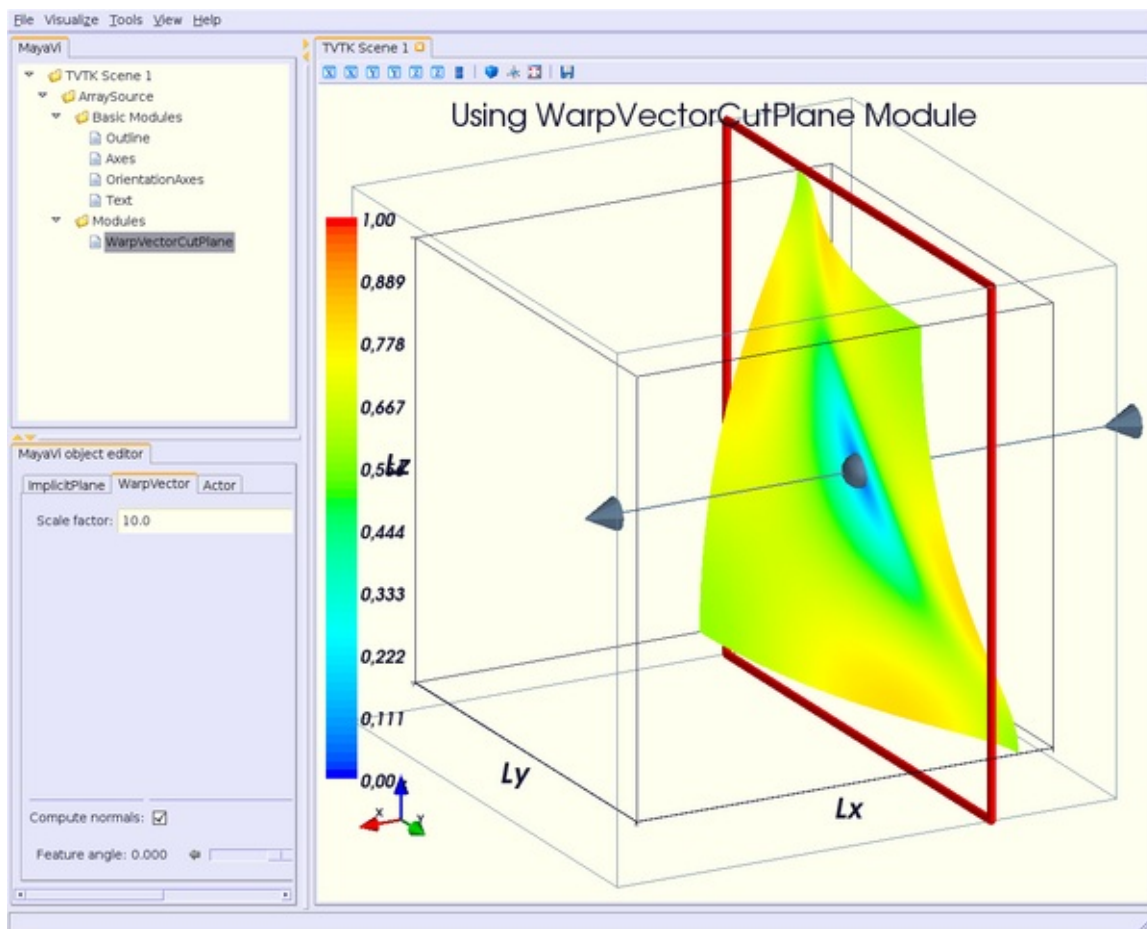 File Visualize Tools View Help
MayaVi
TVTK Scene 1
ArraySource
Basic Modules
Outline
Axes
OrientationAxes
Text
Modules
WarpVectorCutPlane
MayaVi object editor
ImplicitPlane WarpVector Actor
Scale factor: 10.0
Compute normals:
Feature angle: 0.000
TVTK Scene 1
X X Y Y Z Z
Using WarpVectorCutPlane Module
1,00
0,889
0,778
0,667
Lz
0,444
0,333
0,222
0,111
0,00
Ly
Lx
X
Y